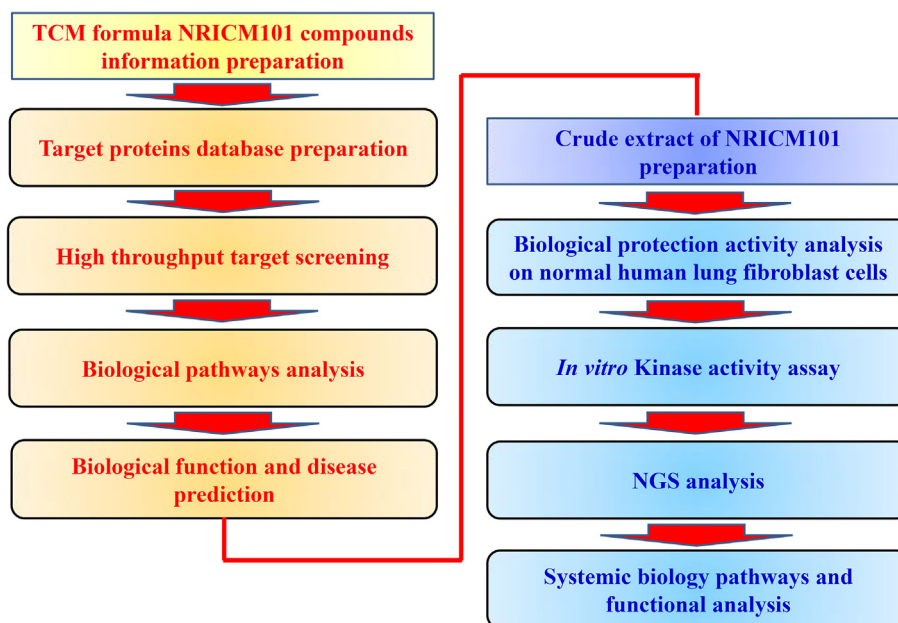 TCM formula NRICM101 compounds
information preparation
Target proteins database preparation
High throughput target screening
Biological pathways analysis
Biological function and disease
prediction
Crude extract of NRICM101
preparation
Biological protection activity analysis
on normal human lung fibroblast cells
In vitro Kinase activity assay
NGS analysis
Systemic biology pathways and
functional analysis